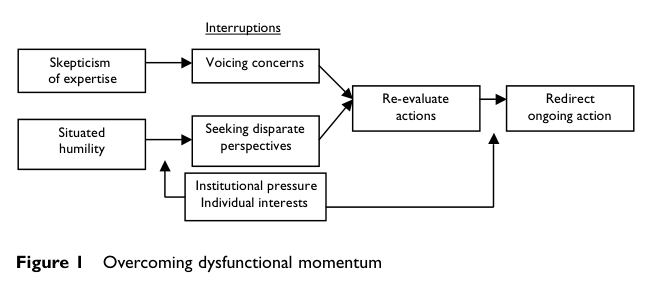 Interruptions
Skepticism
of expertise
Voicing concerns
Re-evaluate
actions
Redirect
ongoing action
Situated
humility
Seeking disparate
perspectives
Institutional pressure
Individual interests
Figure 1 Overcoming dysfunctional momentum